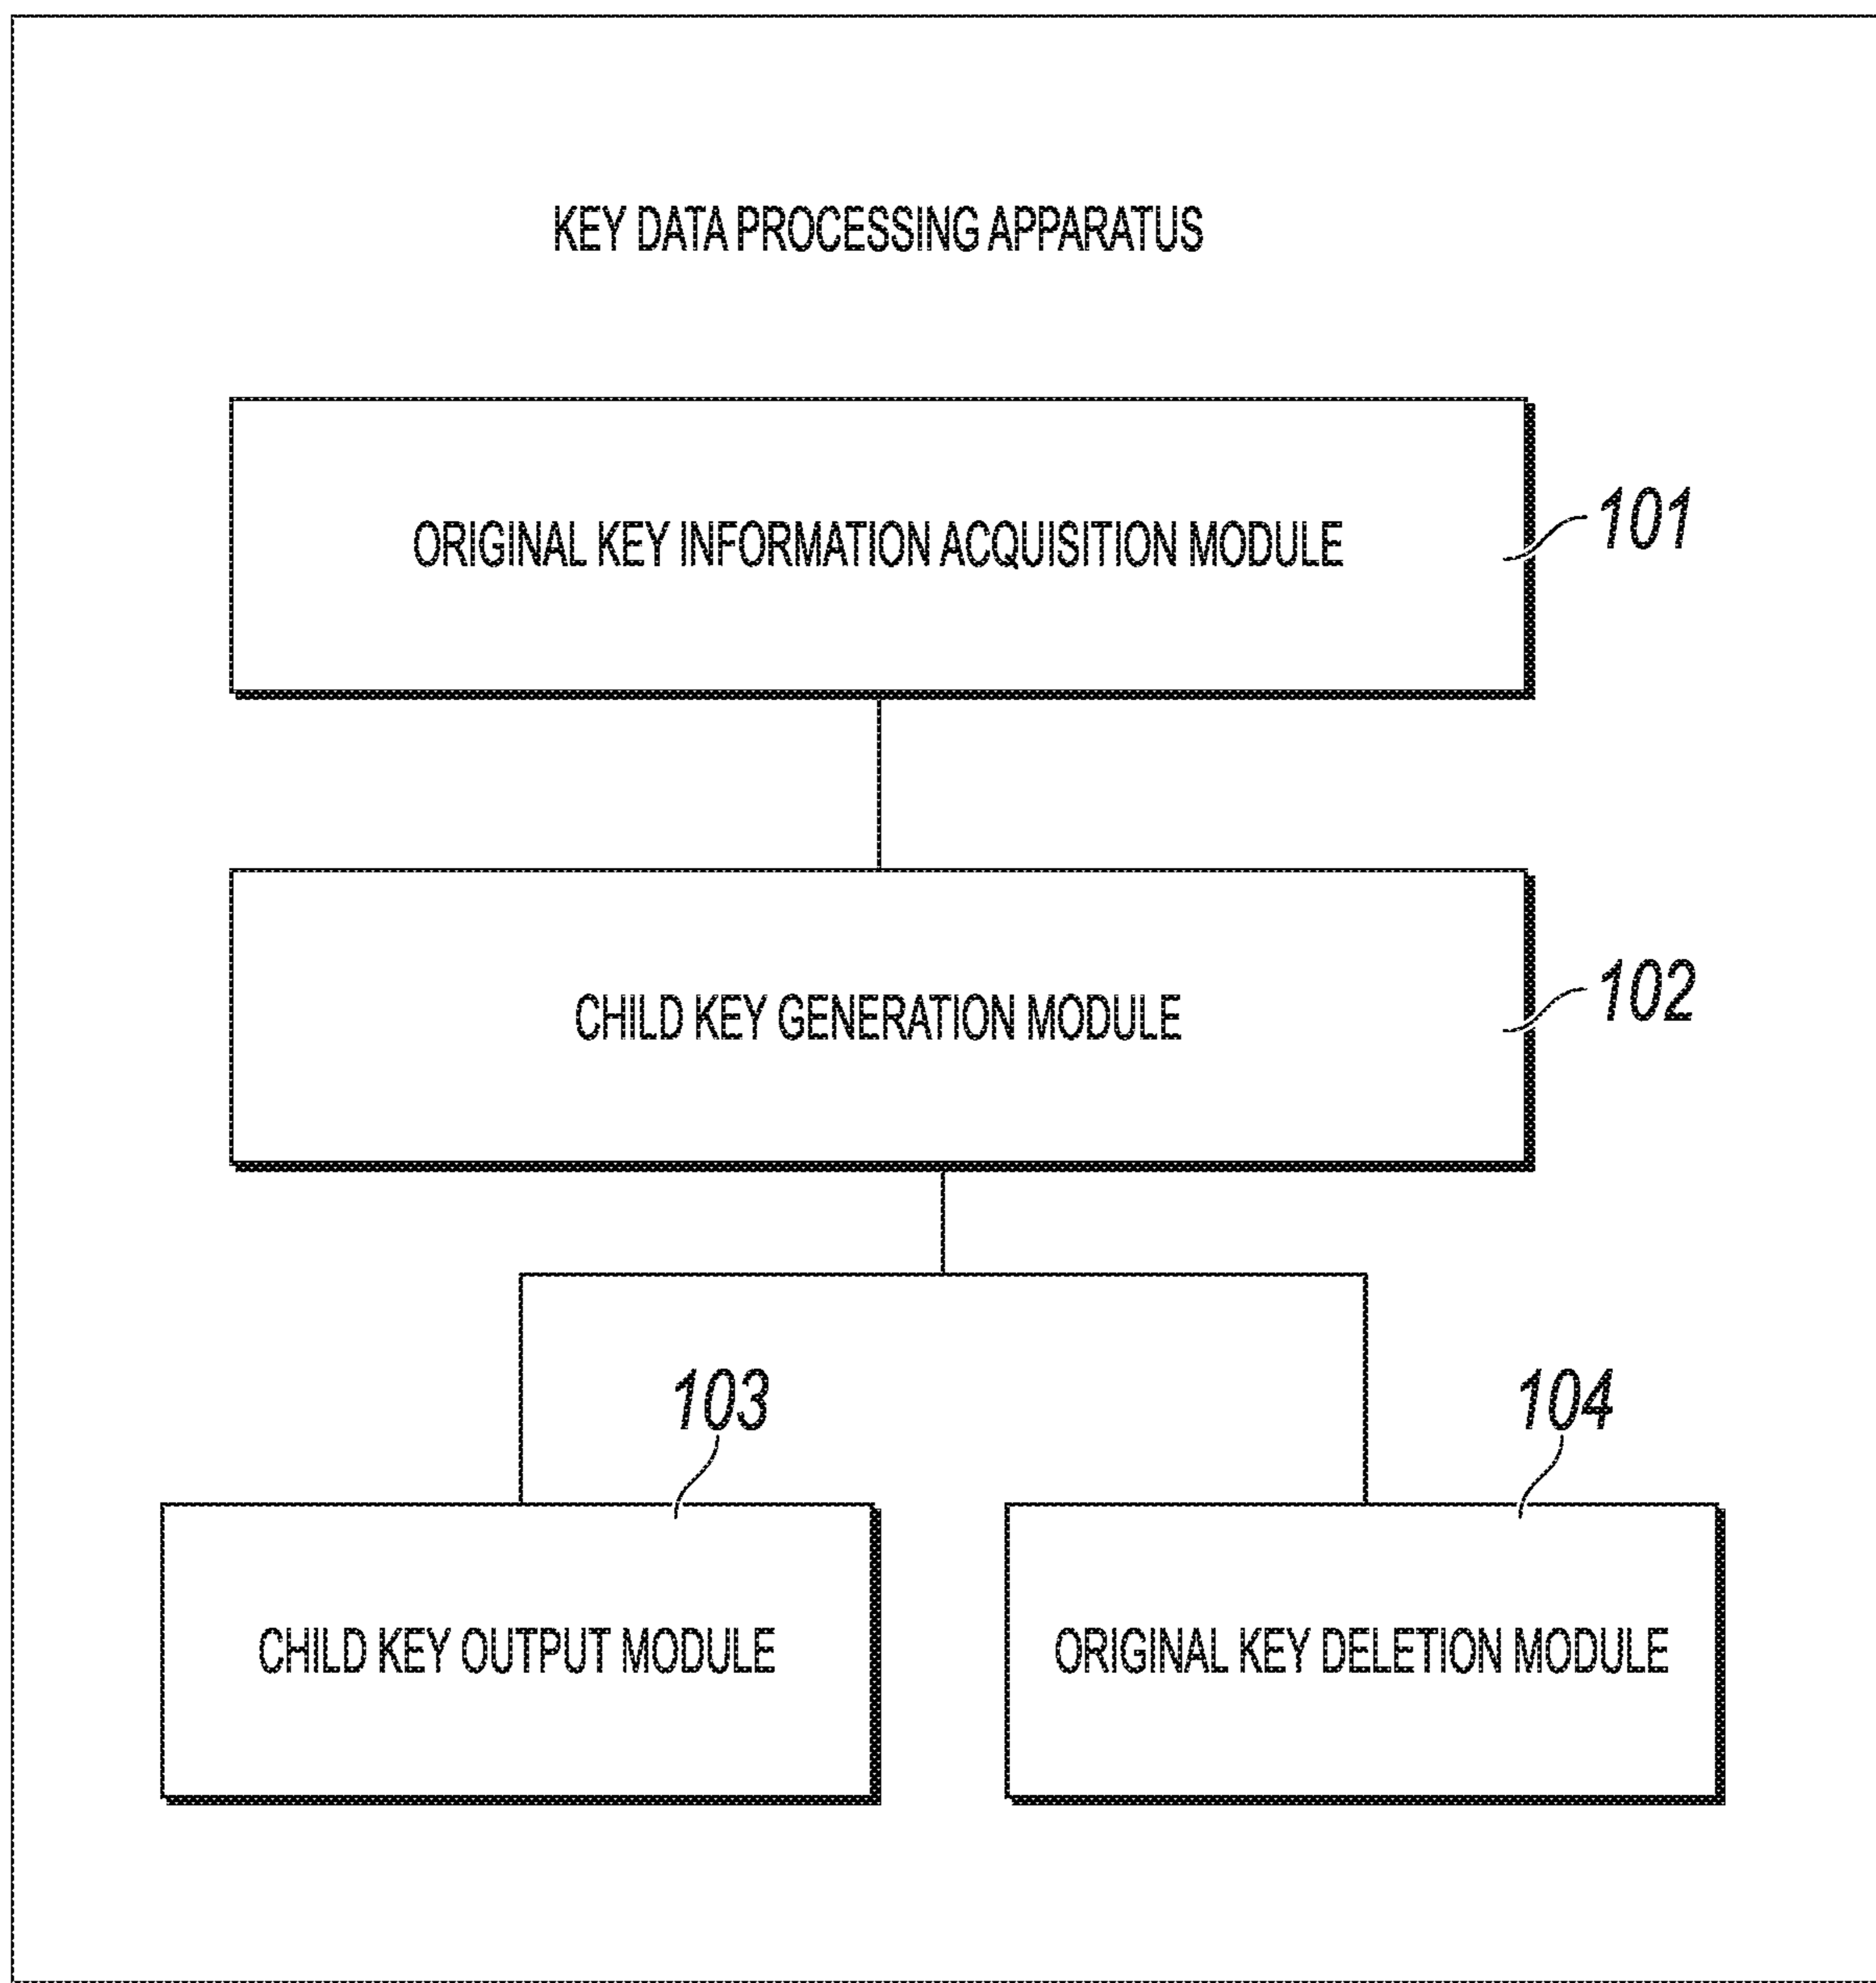 KEY DATA PROCESSING APPARATUS
ORIGINAL KEY INFORMATION ACQUISITION MODULE
101
CHILD KEY GENERATION MODULE
102
103
104
CHILD KEY OUTPUT MODULE
ORIGINAL KEY DELETION MODULE